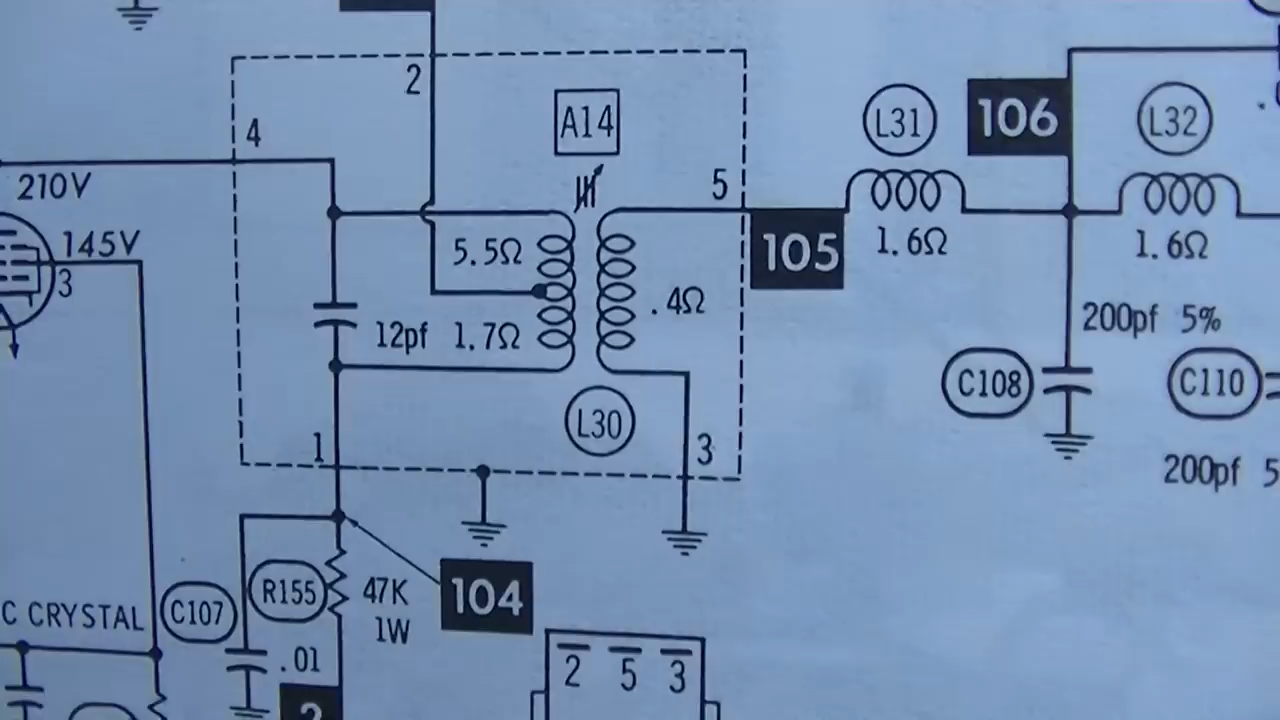 2
4
A14
L31
106
L32
210V
5
145V
3
5.5Ω
105
1.6Ω
1.6Ω
.4Ω
12pf 1.7Ω
200pf 5%
C108
C110
L30
1
3
200pf 5
R155
47K
1W
104
C107
C CRYSTAL
.01
2 5 3